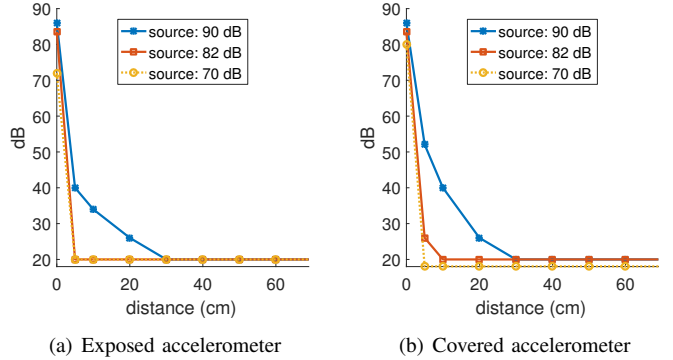 90
80
70
60
50
40
30
20
dB
0
20
40
60
distance (cm)
source: 90 dB
source: 82 dB
source: 70 dB
(a) Exposed accelerometer
90
80
70
60
50
40
30
20
dB
0
20
40
60
distance (cm)
source: 90 dB
source: 82 dB
source: 70 dB
(b) Covered accelerometer